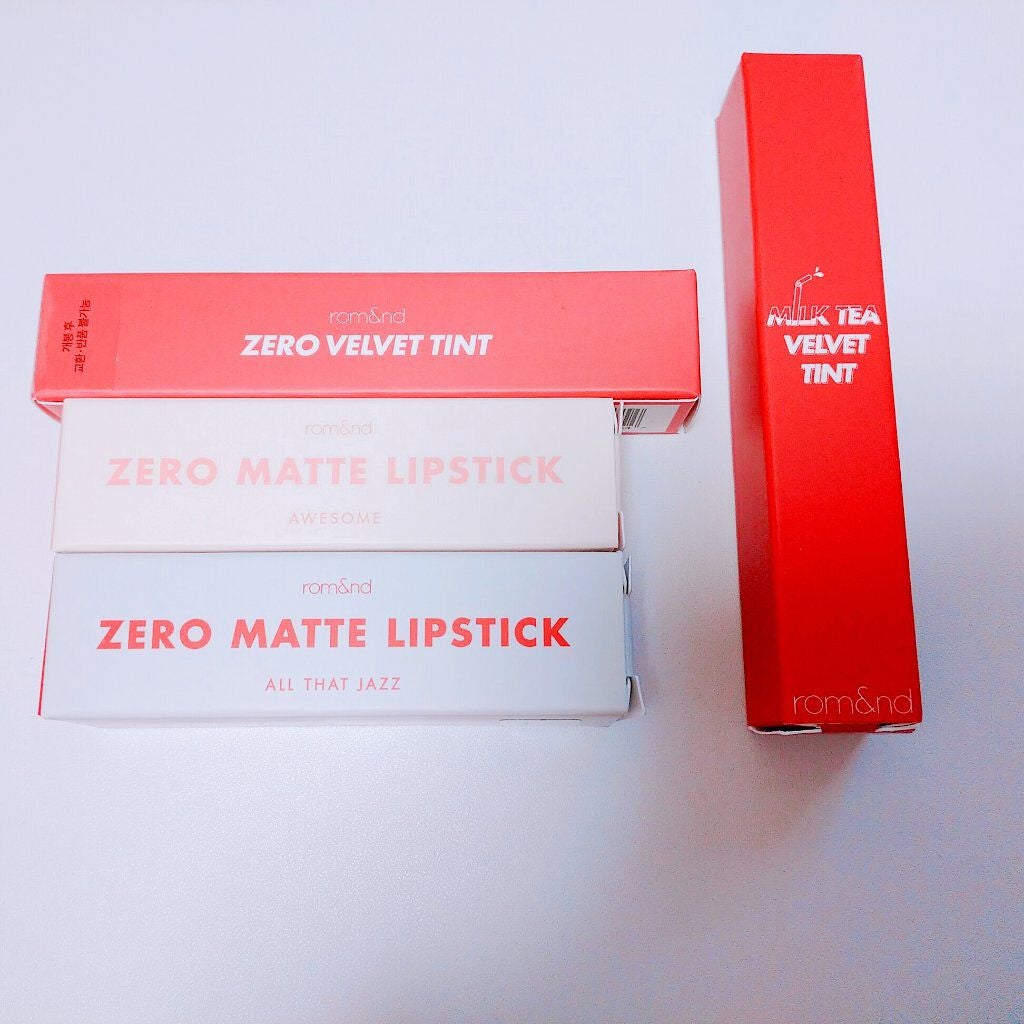 개봉 후
교환·반품 불가능
rom&nd
ZERO VELVET TINT
rom&nd
ZERO MATTE LIPSTICK
AWESOME
rom&nd
ZERO MATTE LIPSTICK
ALL THAT JAZZ
MILK TEA
VELVET
TINT
rom&nd